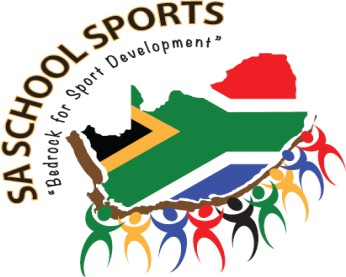 SA SCHOOL SPORTS
"Bedrock for Sport Development"